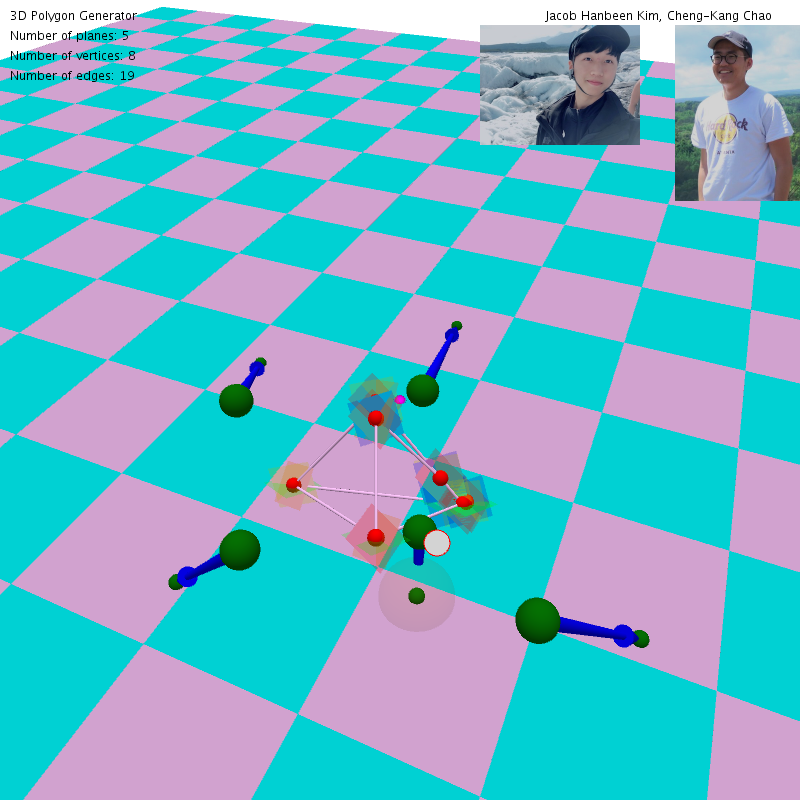 3D Polygon Generator
Jacob Hanbeen Kim, Cheng-Kang Chao
Number of planes: 5
Number of vertices: 8
Number of edges: 19